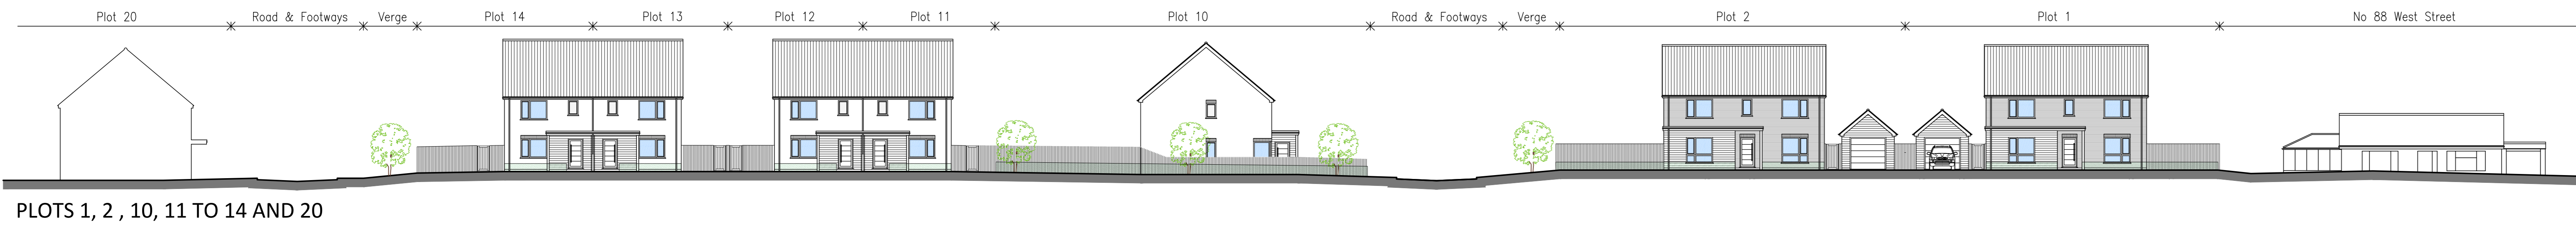 Plot 20 Road & Footways Verge Plot 14 Plot 13 Plot 12 Plot 11 Plot 10 Road & Footways Verge Plot 2 Plot 1 No 88 West Street
PLOTS 1, 2 , 10, 11 TO 14 AND 20